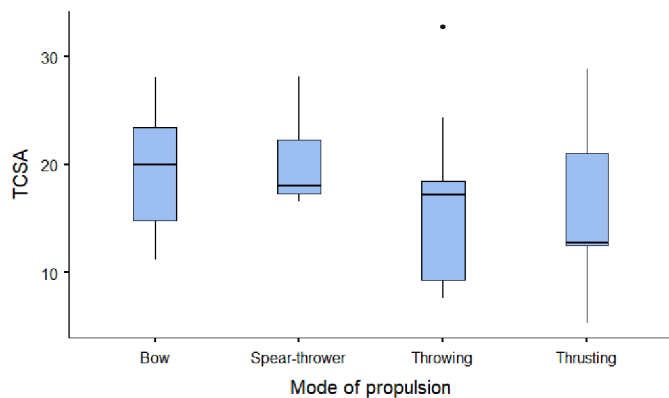 TCSA
30
20
10
Bow Spear-thrower Throwing Thrusting
Mode of propulsion